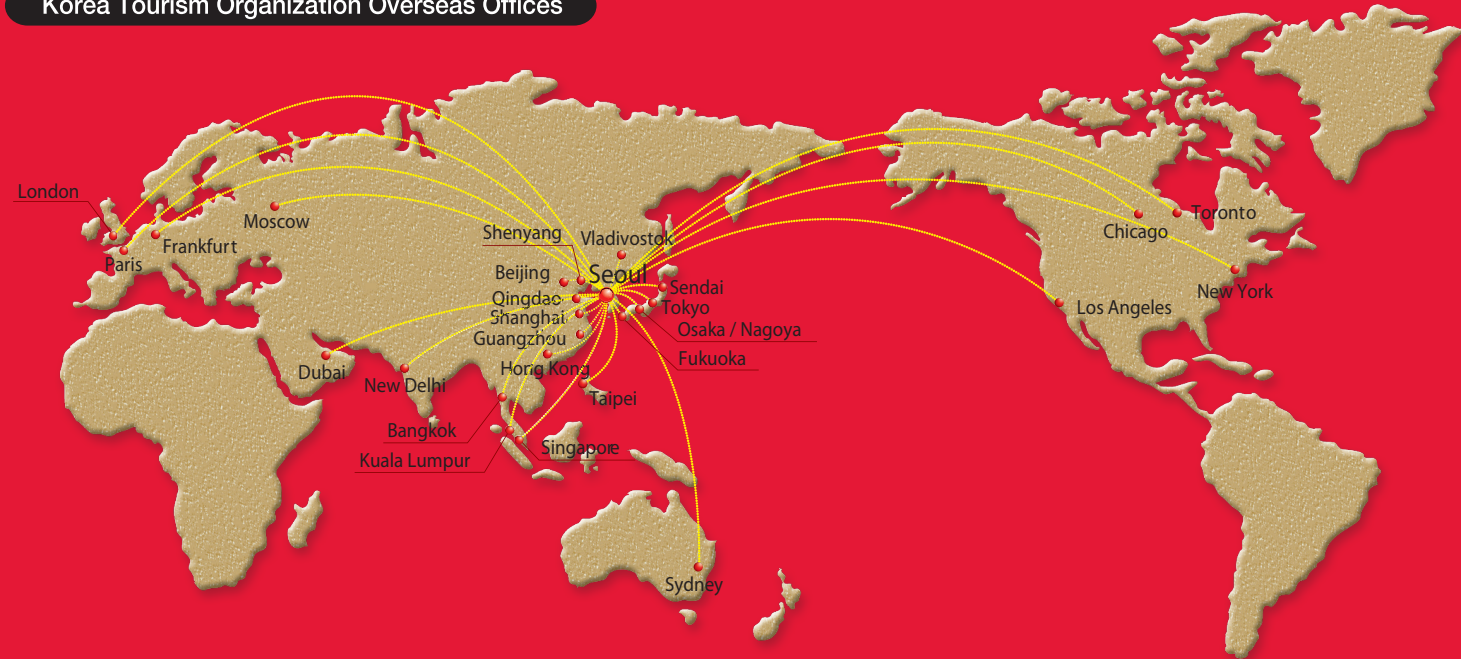 Korea Tourism Organization Overseas Offices
London
Moscow
Frankfurt
Paris
Shenyang
Vladivostok
Beijing
Seoul
Qingdao
Shanghai
Guangzhou
Hong Kong
Sendai
Tokyo
Osaka / Nagoya
Fukuoka
Dubai
New Delhi
Taipei
Bangkok
Kuala Lumpur
Singapore
Sydney
Toronto
Chicago
New York
Los Angeles